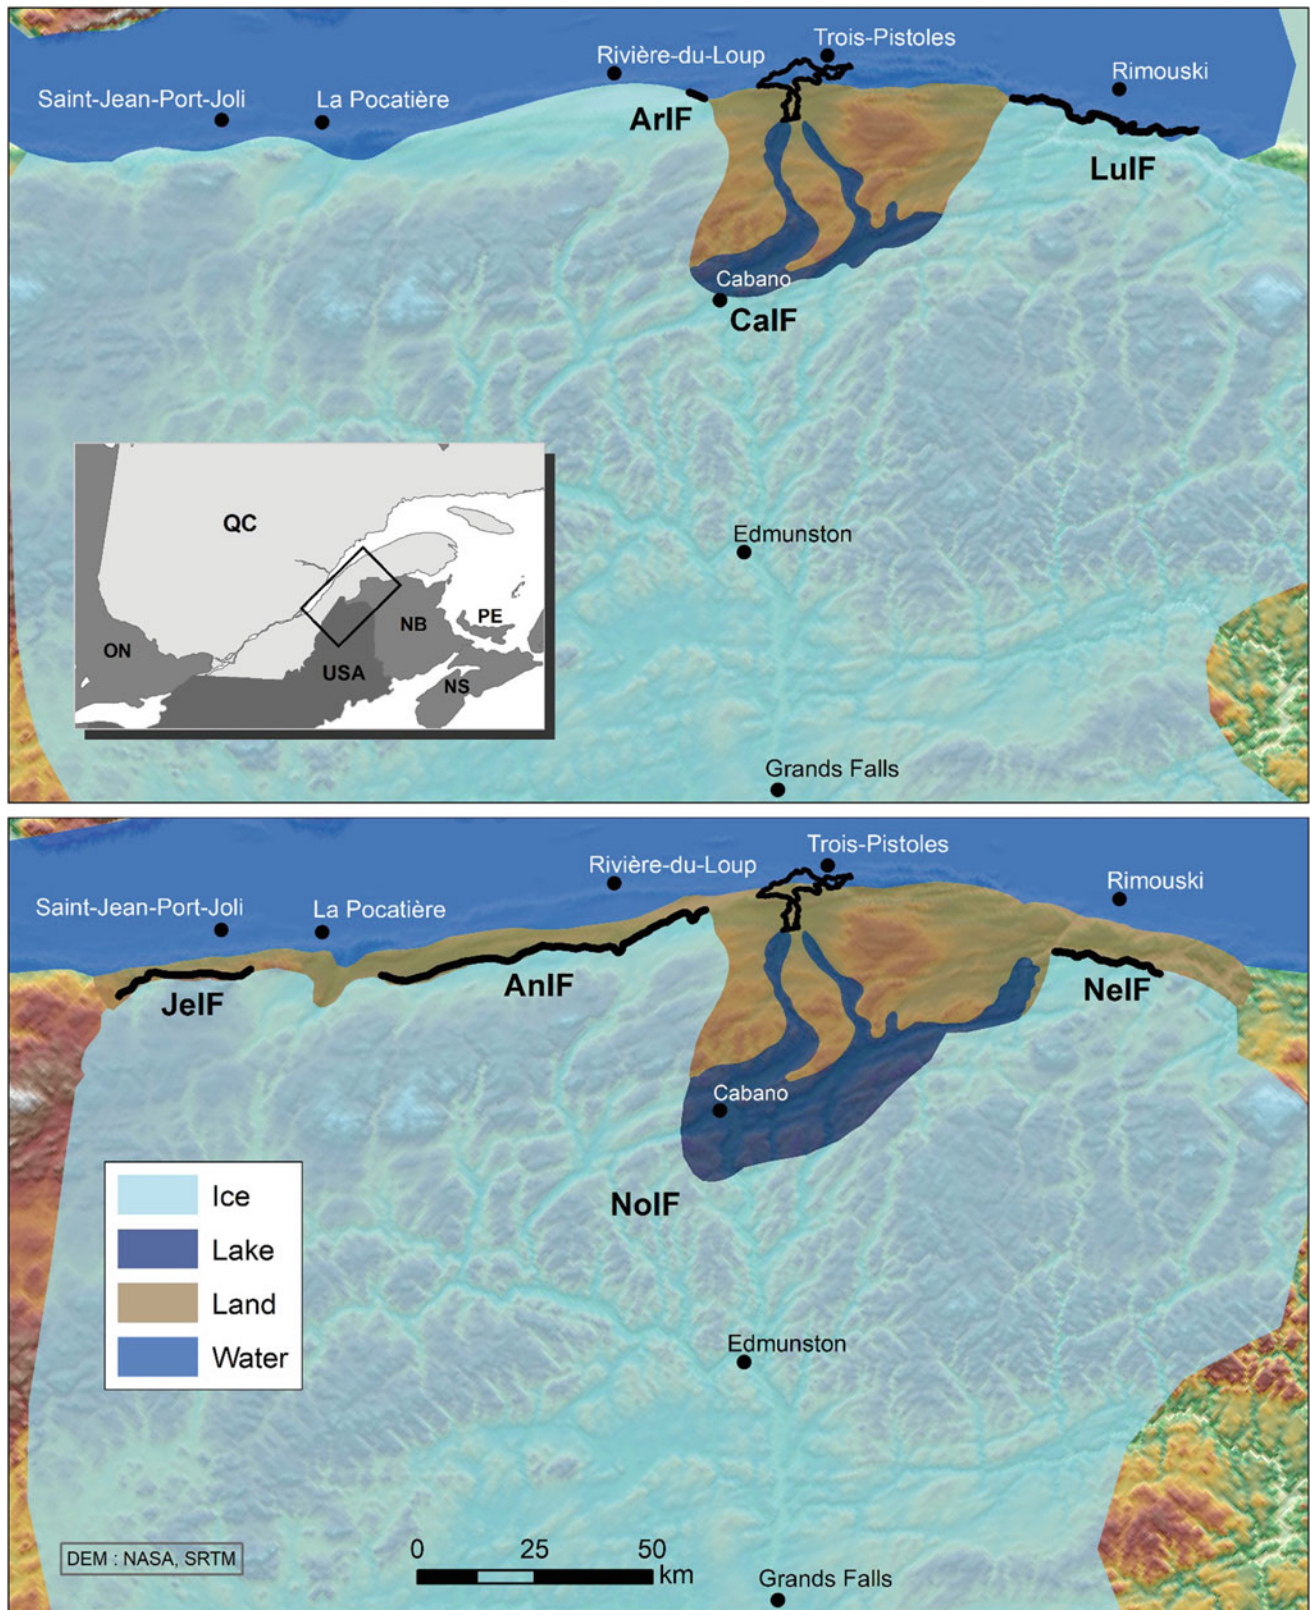 Trois-Pistoles
Rivière-du-Loup
Rimouski
Saint-Jean-Port-Joli
La Pocatière
ArIF
LuIF
Cabano
CaIF
QC
Edmunston
ON
NB
PE
USA
NS
Grands Falls
Trois-Pistoles
Rivière-du-Loup
Rimouski
Saint-Jean-Port-Joli
La Pocatière
JeIF
AnIF
NeIF
Cabano
NoIF
Ice
Lake
Land
Water
Edmunston
DEM : NASA, SRTM
0 25 50
km
Grands Falls